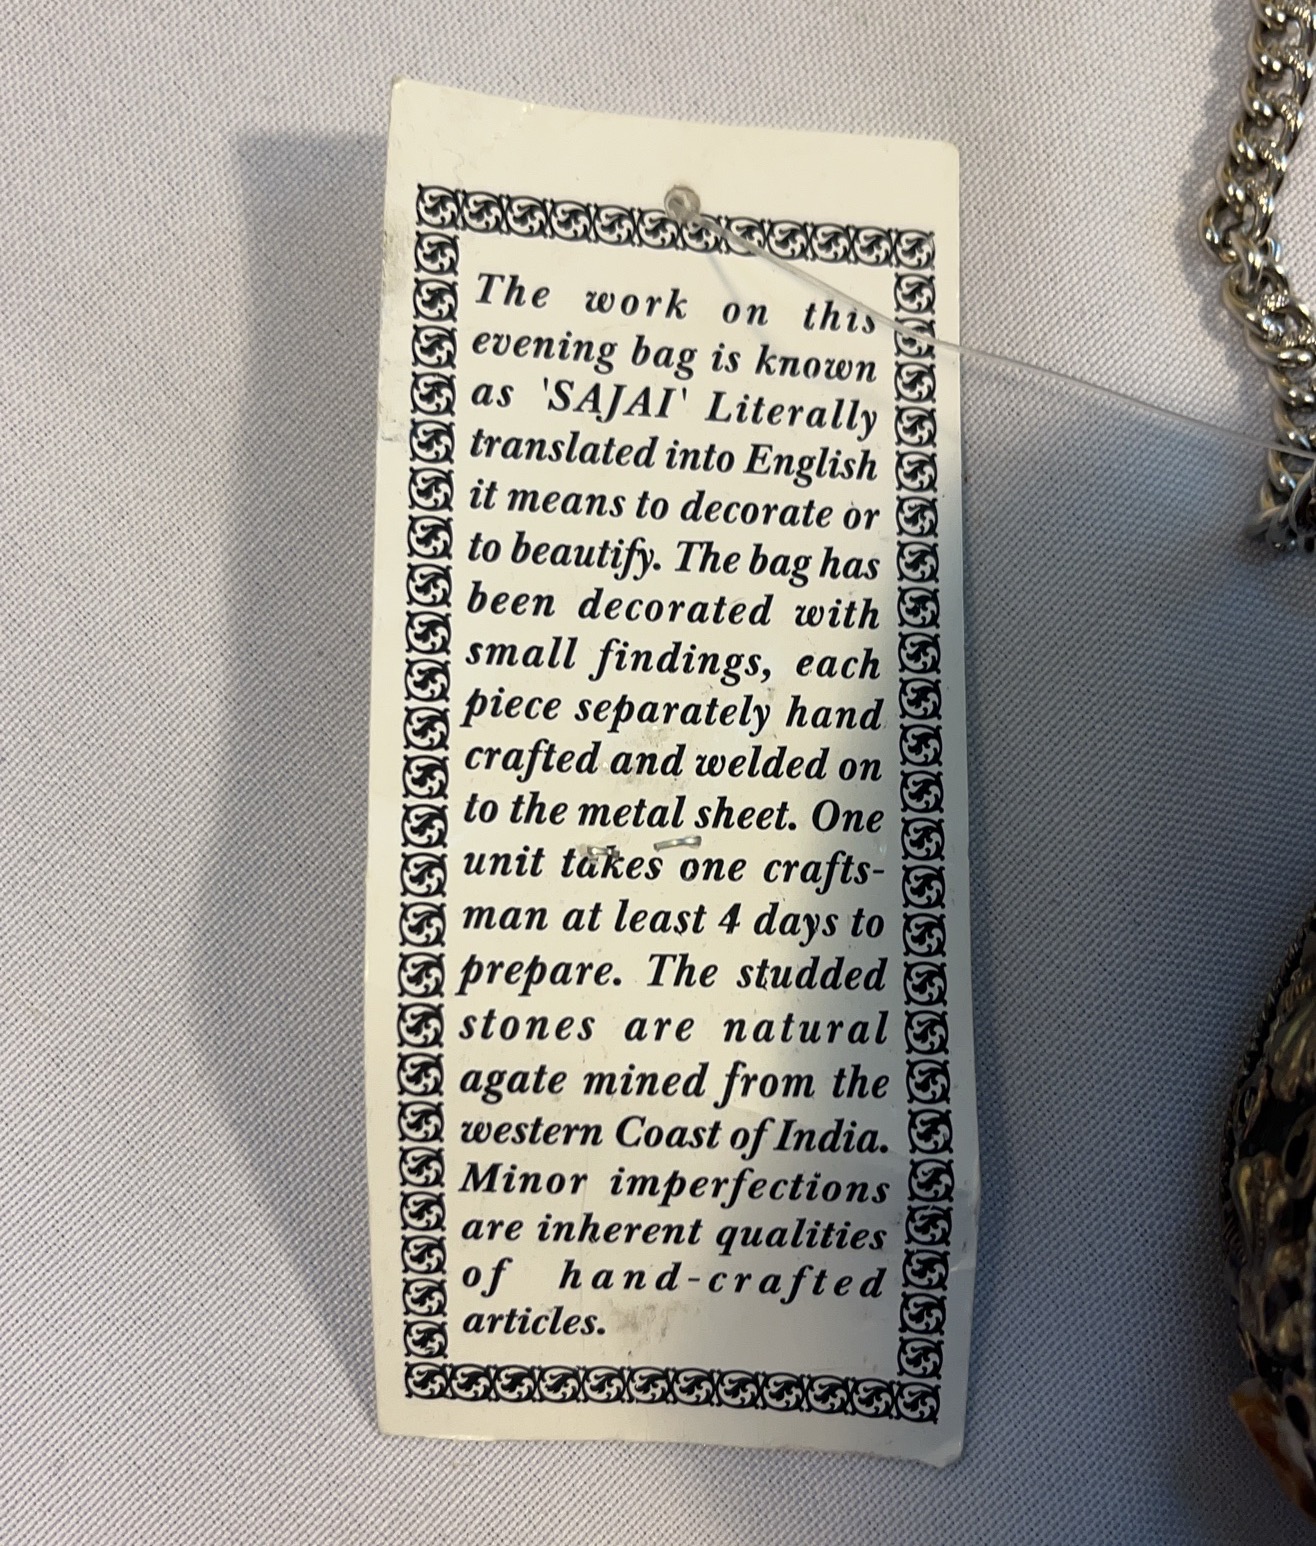 The work on this
evening bag is known
as 'SAJAI' Literally
translated into English
it means to decorate or
to beautify. The bag has
been decorated with
small findings, each
piece separately hand
crafted and welded on
to the metal sheet. One
unit takes one crafts-
man at least 4 days to
prepare. The studded
stones are natural
agate mined from the
western Coast of India.
Minor imperfections
are inherent qualities
of hand-crafted
articles.